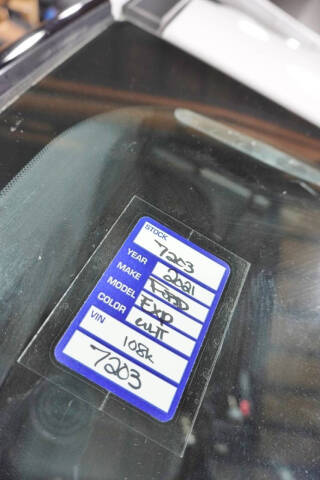 STOCK
7203
YEAR 2021
MAKE FORD
MODEL EXP
COLOR WHT
VIN
108K
7203